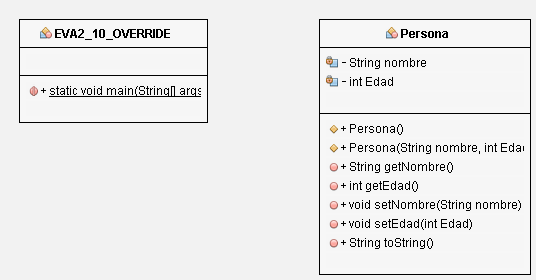 EVA2_10_OVERRIDE
+ static void main(String[] args
Persona
- String nombre
- int Edad
+ Persona()
+ Persona(String nombre, int Eda
+ String getNombre()
+ int getEdad()
+ void setNombre(String nombre)
+ void setEdad(int Edad)
+ String toString()